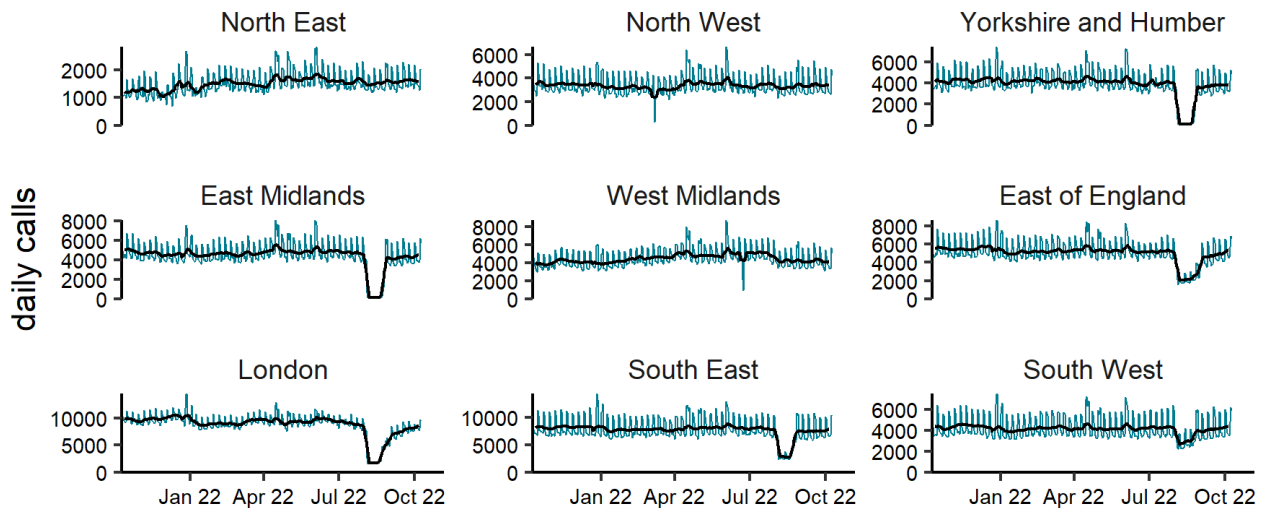 North East
North West
Yorkshire and Humber
2000
1000
0
6000
4000
2000
0
6000
4000
2000
0
daily calls
East Midlands
West Midlands
East of England
8000
6000
4000
2000
0
8000
6000
4000
2000
0
8000
6000
4000
2000
0
London
South East
South West
10000
5000
0
10000
5000
0
6000
4000
2000
0
Jan 22 Apr 22 Jul 22 Oct 22
Jan 22 Apr 22 Jul 22 Oct 22
Jan 22 Apr 22 Jul 22 Oct 22